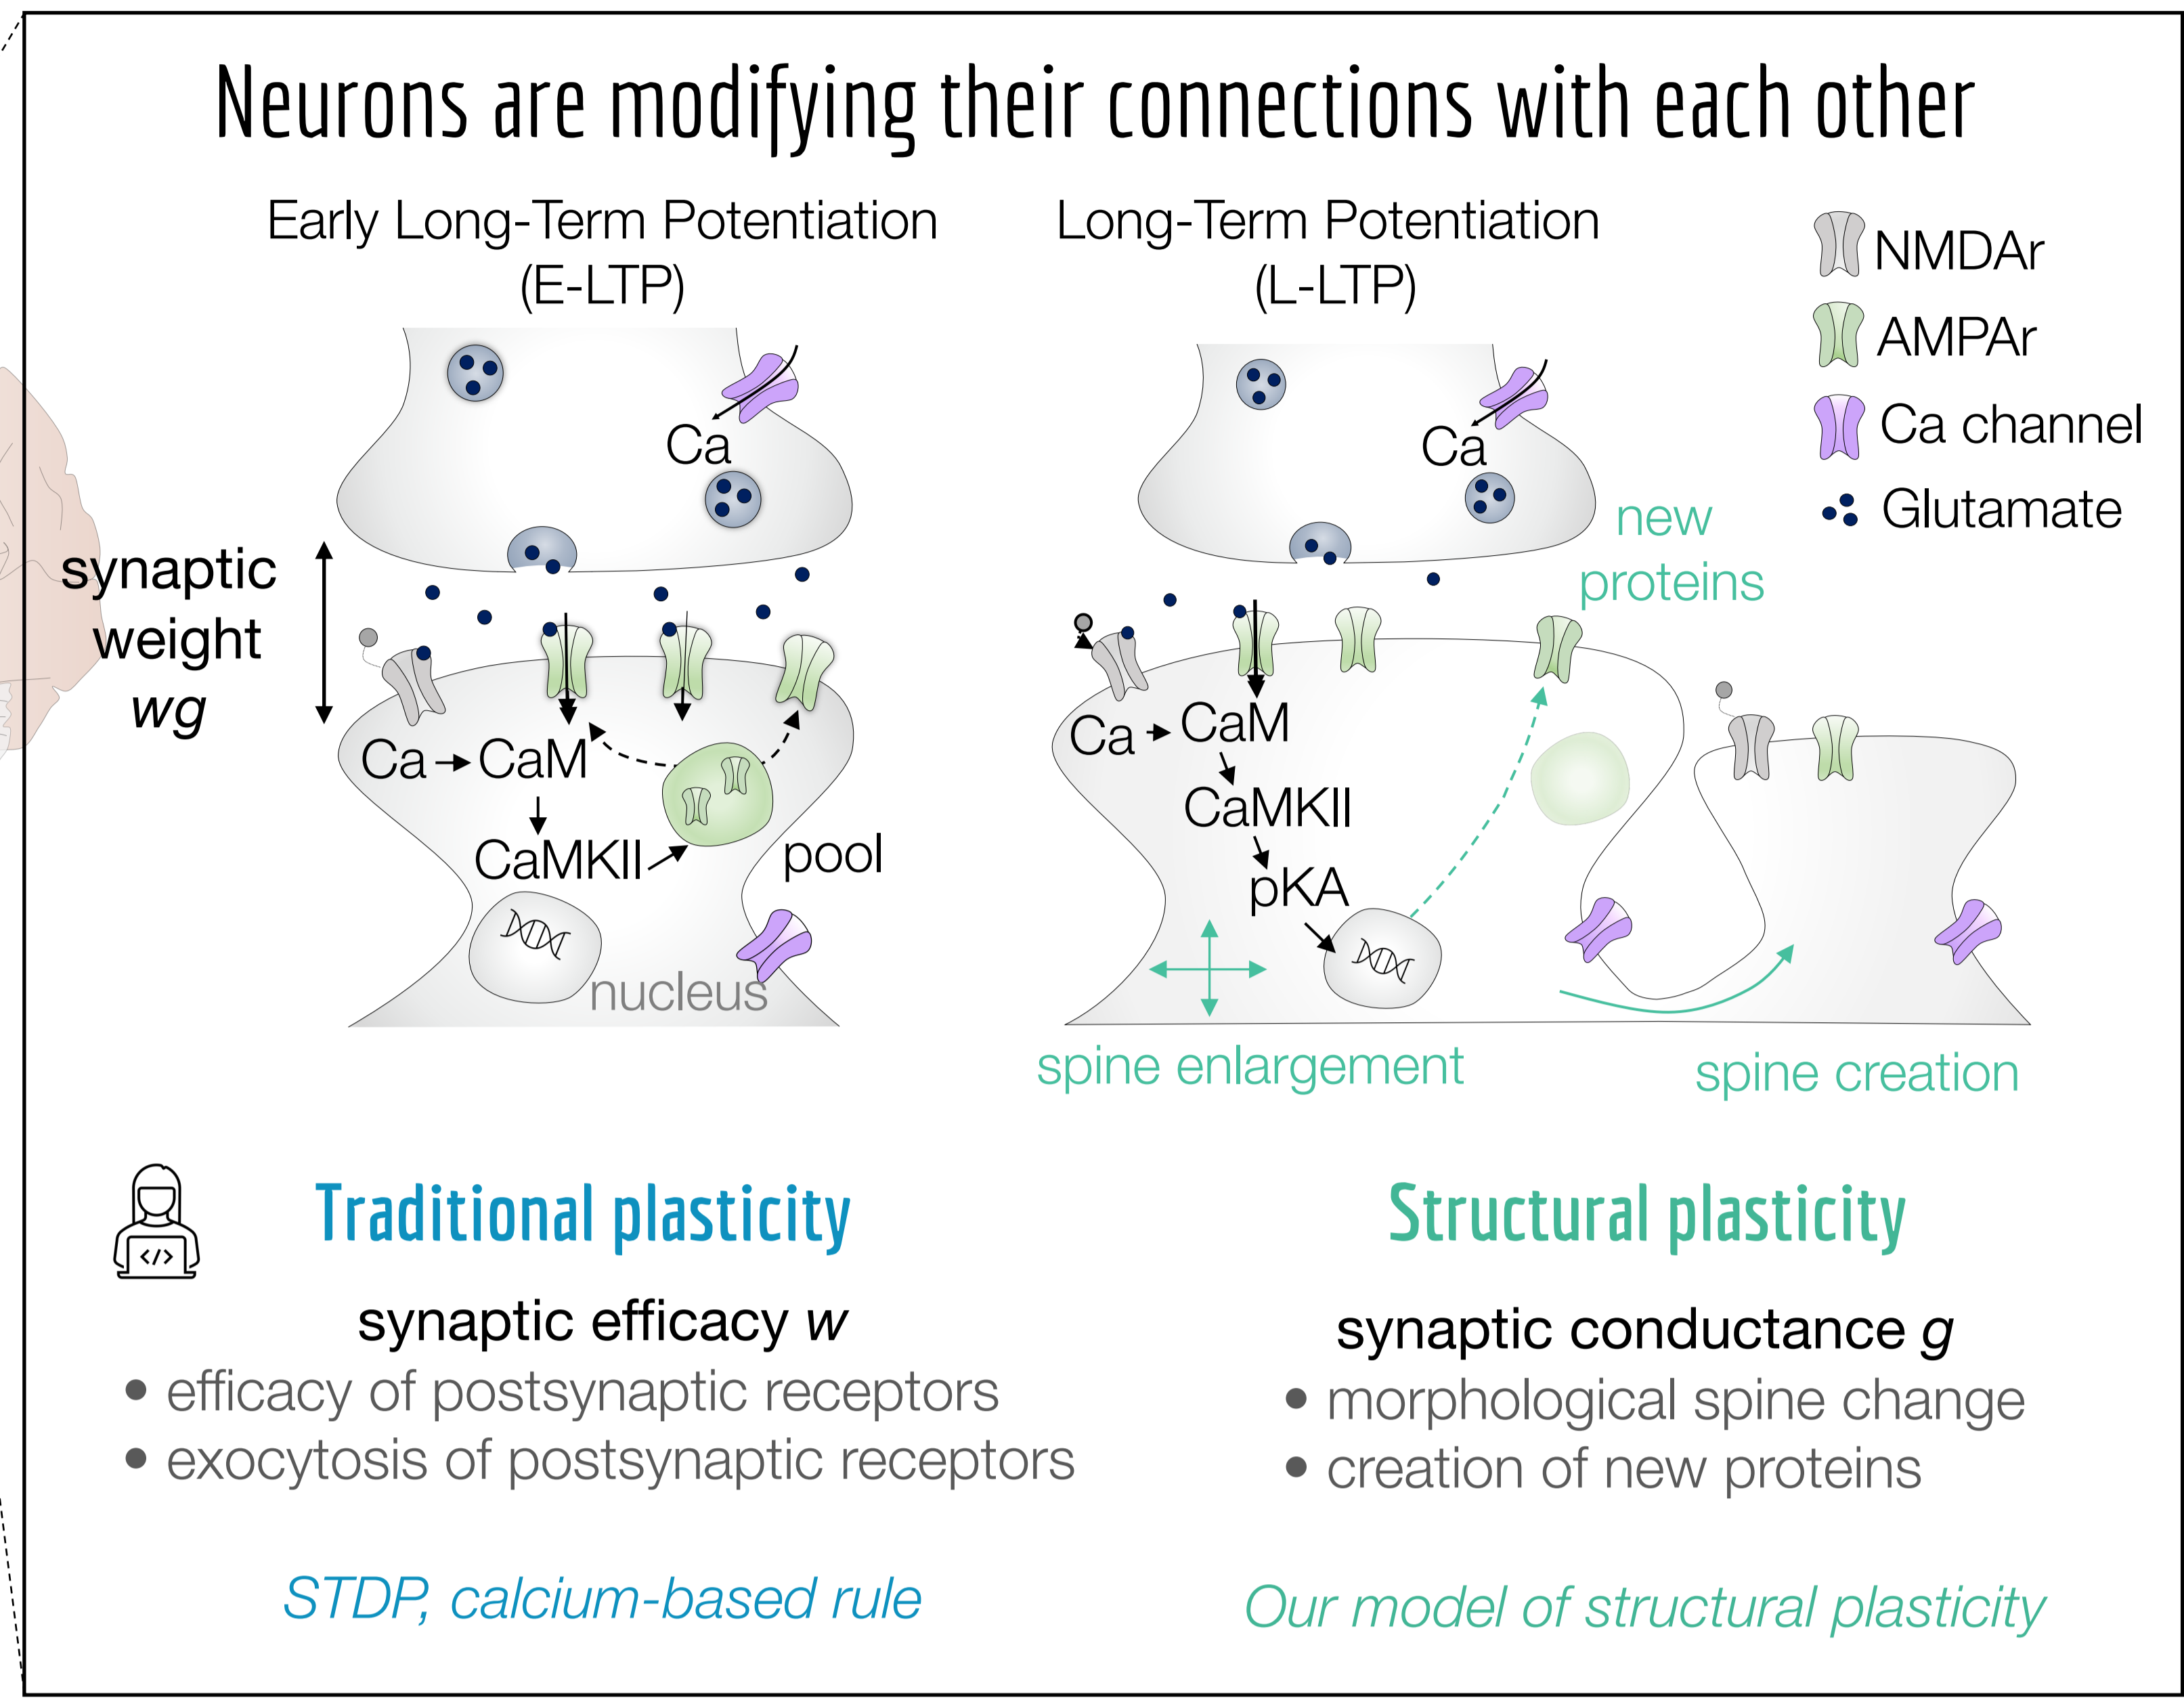 Neurons are modifying their connections with each other
Early Long-Term Potentiation
(E-LTP)
Long-Term Potentiation
(L-LTP)
NMDAr
AMPAr
Ca channel
Glutamate
Ca
synaptic
weight
wg
Ca
CaM
CaMKII
pool
nucleus
Ca
new
proteins
Ca
CaM
CaMKII
pKA
spine enlargement
spine creation
</>
Traditional plasticity
synaptic efficacy w
• efficacy of postsynaptic receptors
• exocytosis of postsynaptic receptors
STDP, calcium-based rule
Structural plasticity
synaptic conductance g
• morphological spine change
• creation of new proteins
Our model of structural plasticity